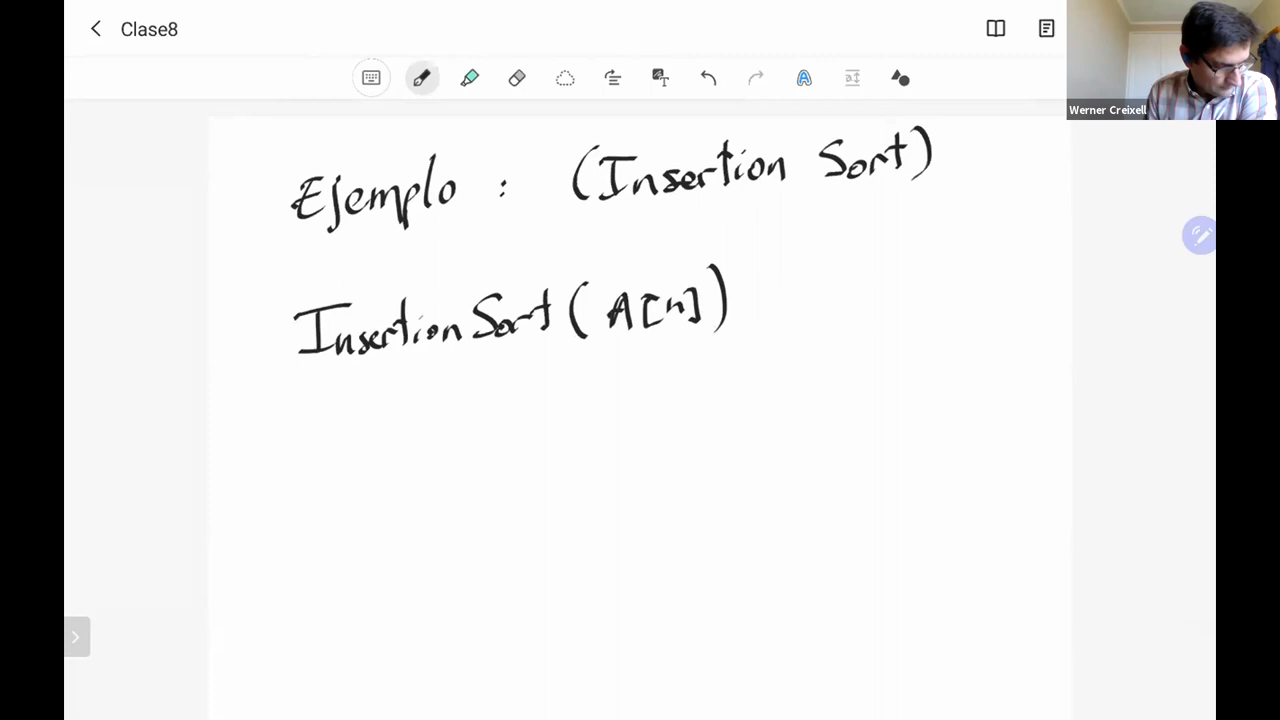 Clase8
Werner Creixell
Ejemplo : (Insertion Sort)
InsertionSort(A[n])